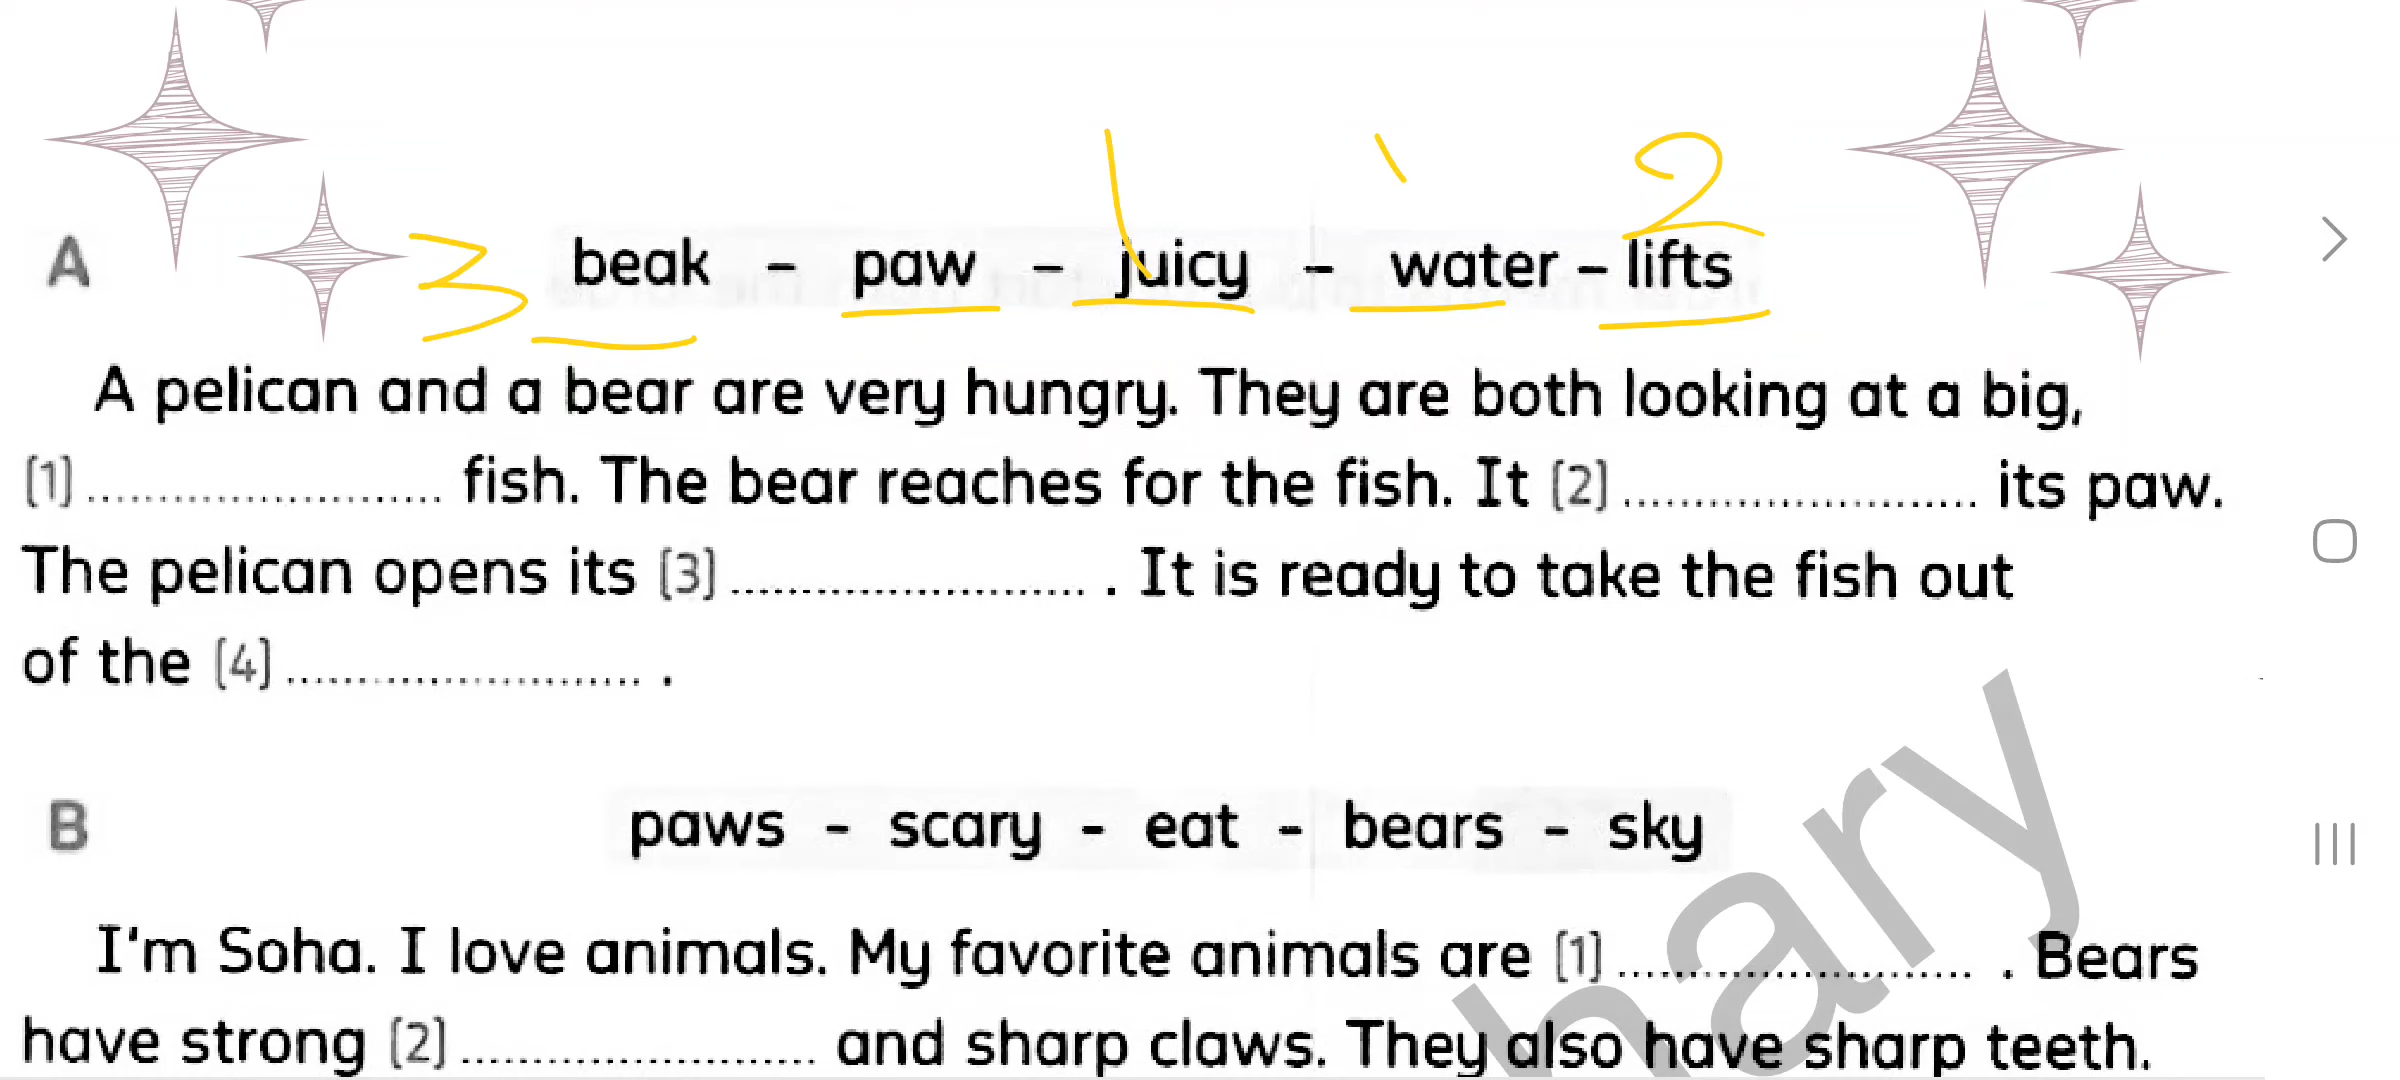 1 2
A 3 beak - paw - juicy - water - lifts
A pelican and a bear are very hungry. They are both looking at a big,
[1] ........................ fish. The bear reaches for the fish. It [2] ........................ its paw.
The pelican opens its [3] ........................ . It is ready to take the fish out
of the [4] ........................ .
B paws - scary - eat - bears - sky
I'm Soha. I love animals. My favorite animals are [1] ........................ . Bears
have strong [2] ........................ and sharp claws. They also have sharp teeth.
hary